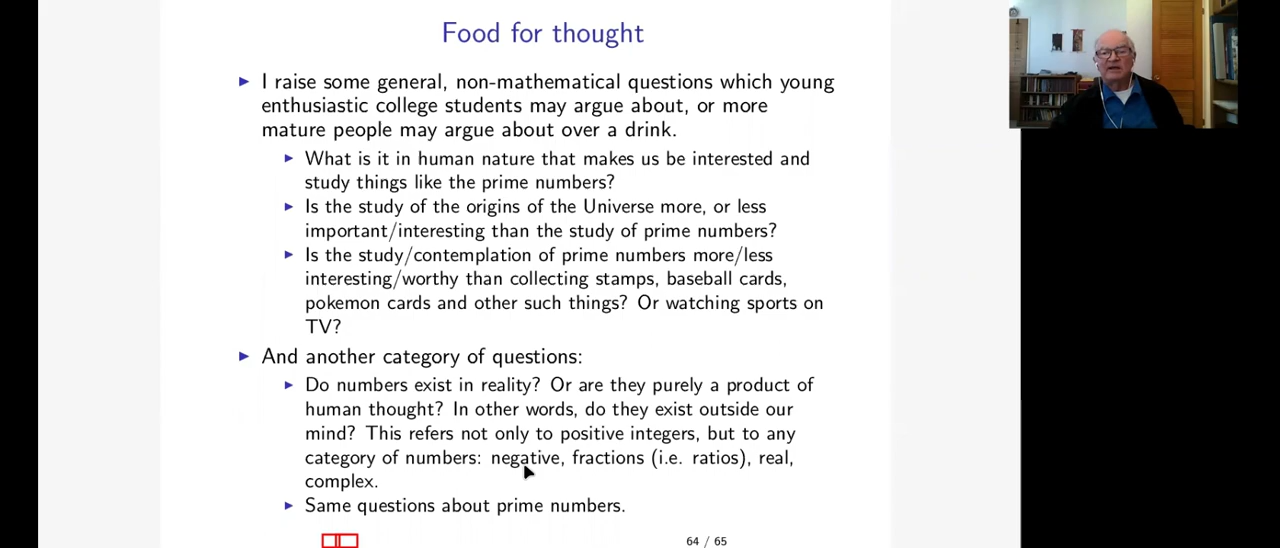 Food for thought
▶ I raise some general, non-mathematical questions which young
enthusiastic college students may argue about, or more
mature people may argue about over a drink.
▶ What is it in human nature that makes us be interested and
study things like the prime numbers?
▶ Is the study of the origins of the Universe more, or less
important/interesting than the study of prime numbers?
▶ Is the study/contemplation of prime numbers more/less
interesting/worthy than collecting stamps, baseball cards,
pokemon cards and other such things? Or watching sports on
TV?
▶ And another category of questions:
▶ Do numbers exist in reality? Or are they purely a product of
human thought? In other words, do they exist outside our
mind? This refers not only to positive integers, but to any
category of numbers: negative, fractions (i.e. ratios), real,
complex.
▶ Same questions about prime numbers.
64 / 65